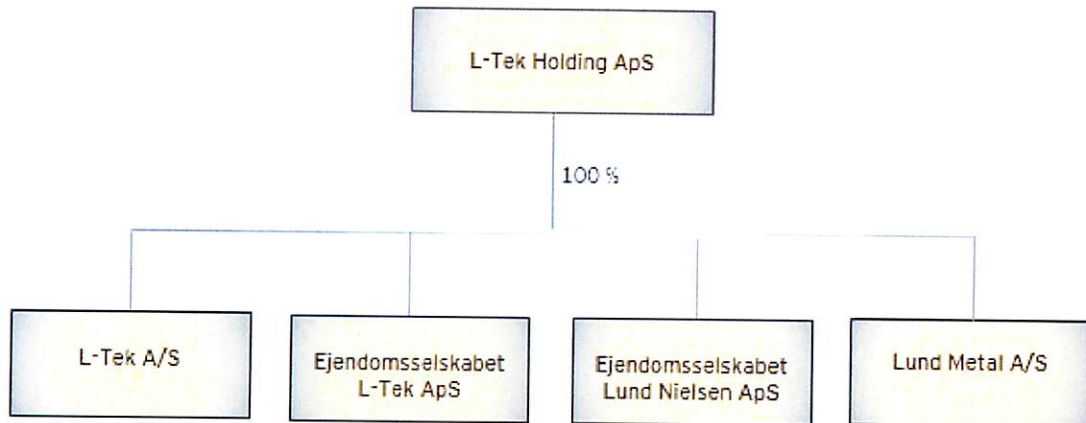 L-Tek Holding ApS
100 %
L-Tek A/S
Ejendomsselskabet
L-Tek ApS
Ejendomsselskabet
Lund Nielsen ApS
Lund Metal A/S